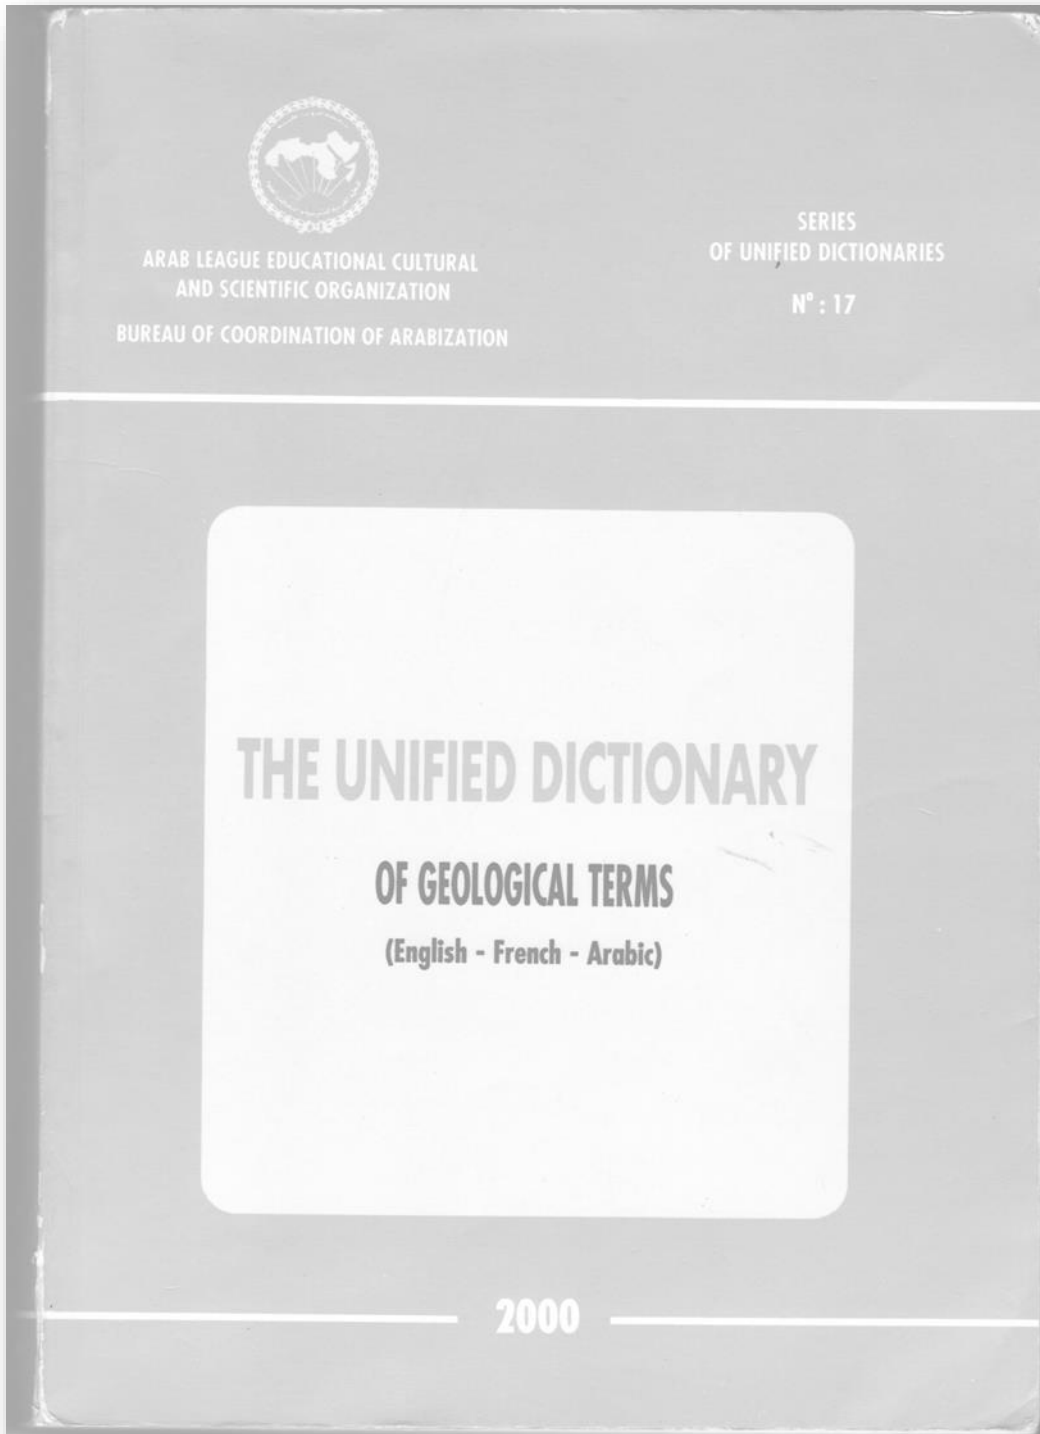 ARAB LEAGUE EDUCATIONAL CULTURAL
AND SCIENTIFIC ORGANIZATION
BUREAU OF COORDINATION OF ARABIZATION
SERIES
OF UNIFIED DICTIONARIES
N° : 17
THE UNIFIED DICTIONARY
OF GEOLOGICAL TERMS
(English - French - Arabic)
2000